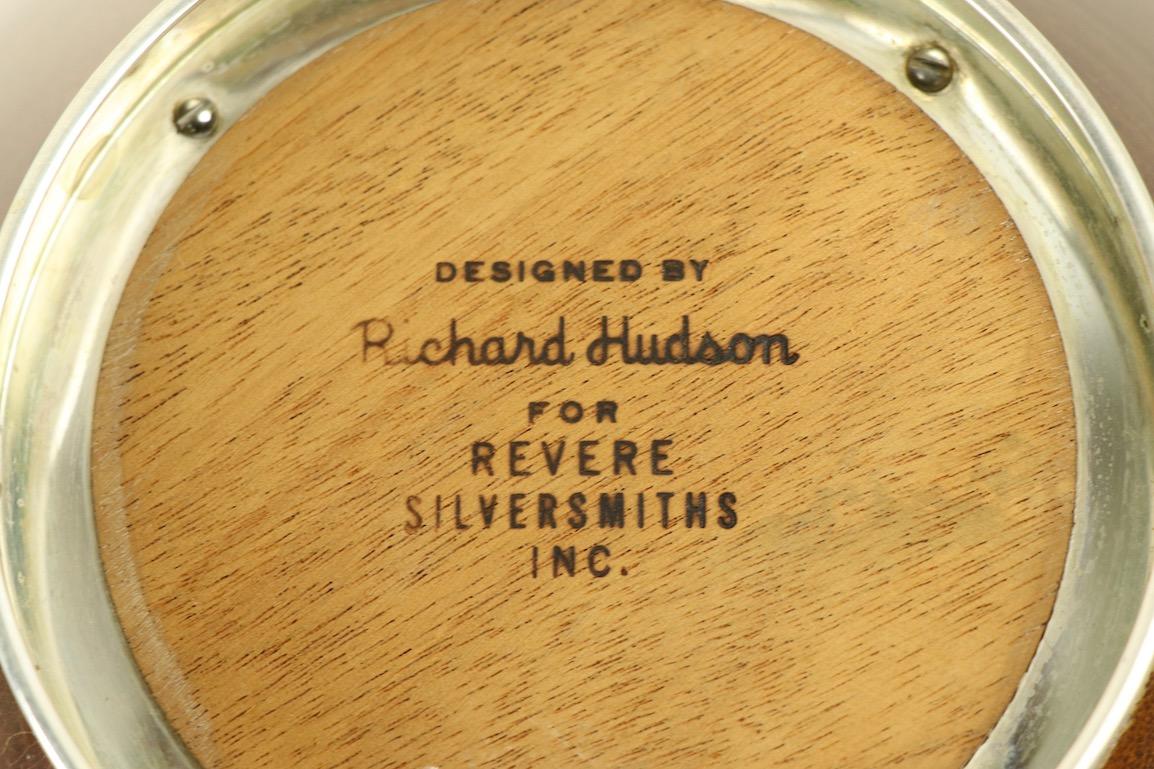 DESIGNED BY
Richard Hudson
FOR
REVERE
SILVERSMITHS
INC.